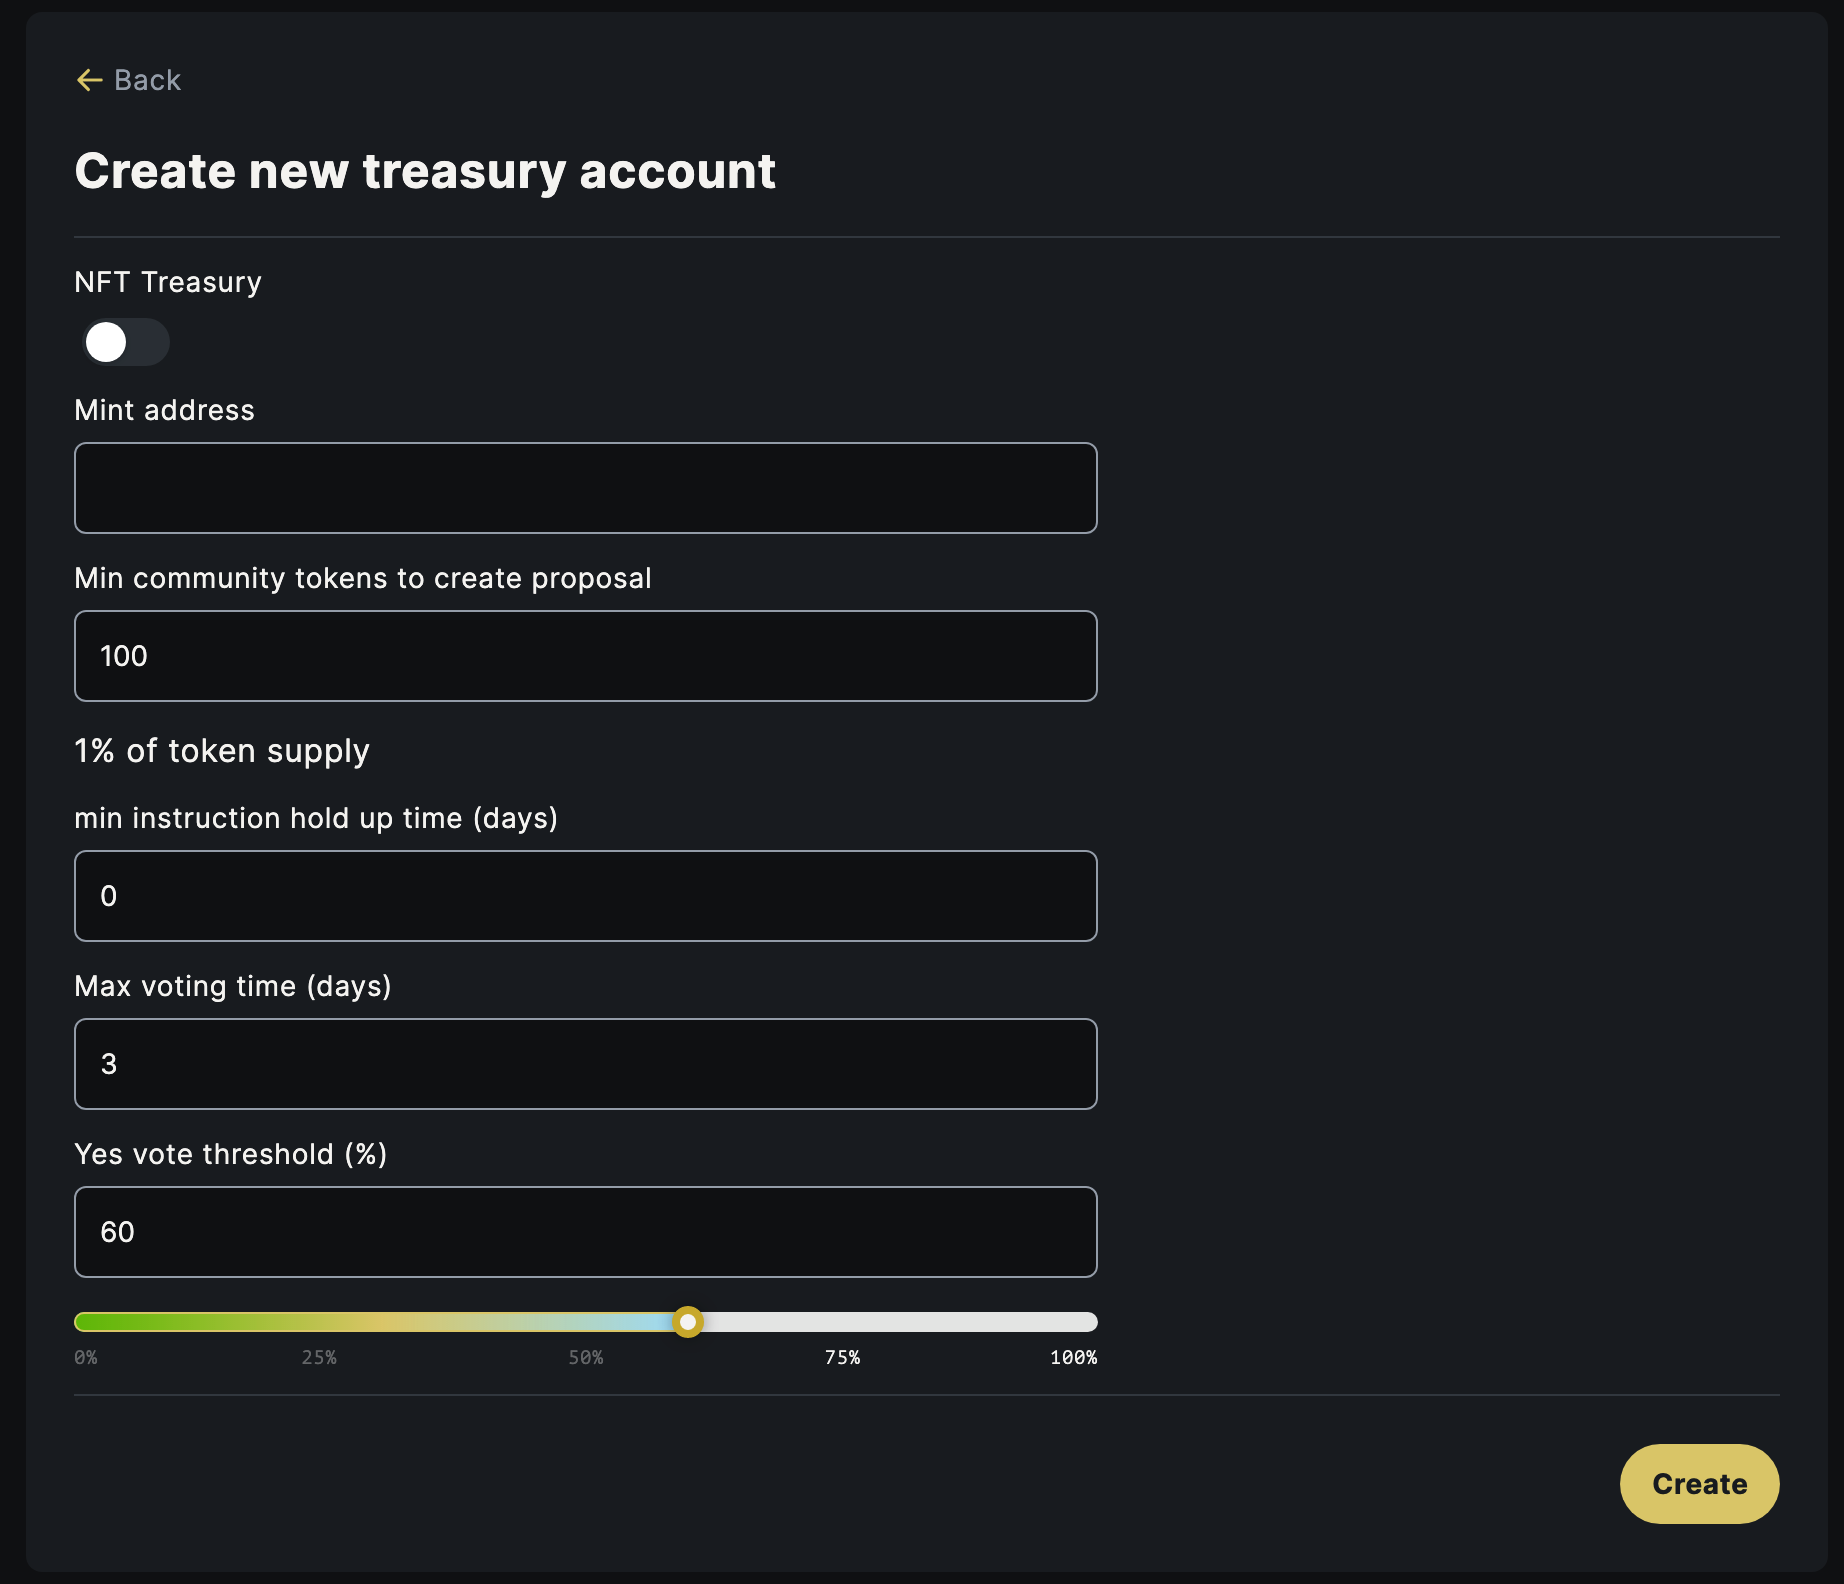 Back
Create new treasury account
NFT Treasury
Mint address
Min community tokens to create proposal
100
1% of token supply
min instruction hold up time (days)
0
Max voting time (days)
3
Yes vote threshold (%)
60
0% 25% 50% 75% 100%
Create